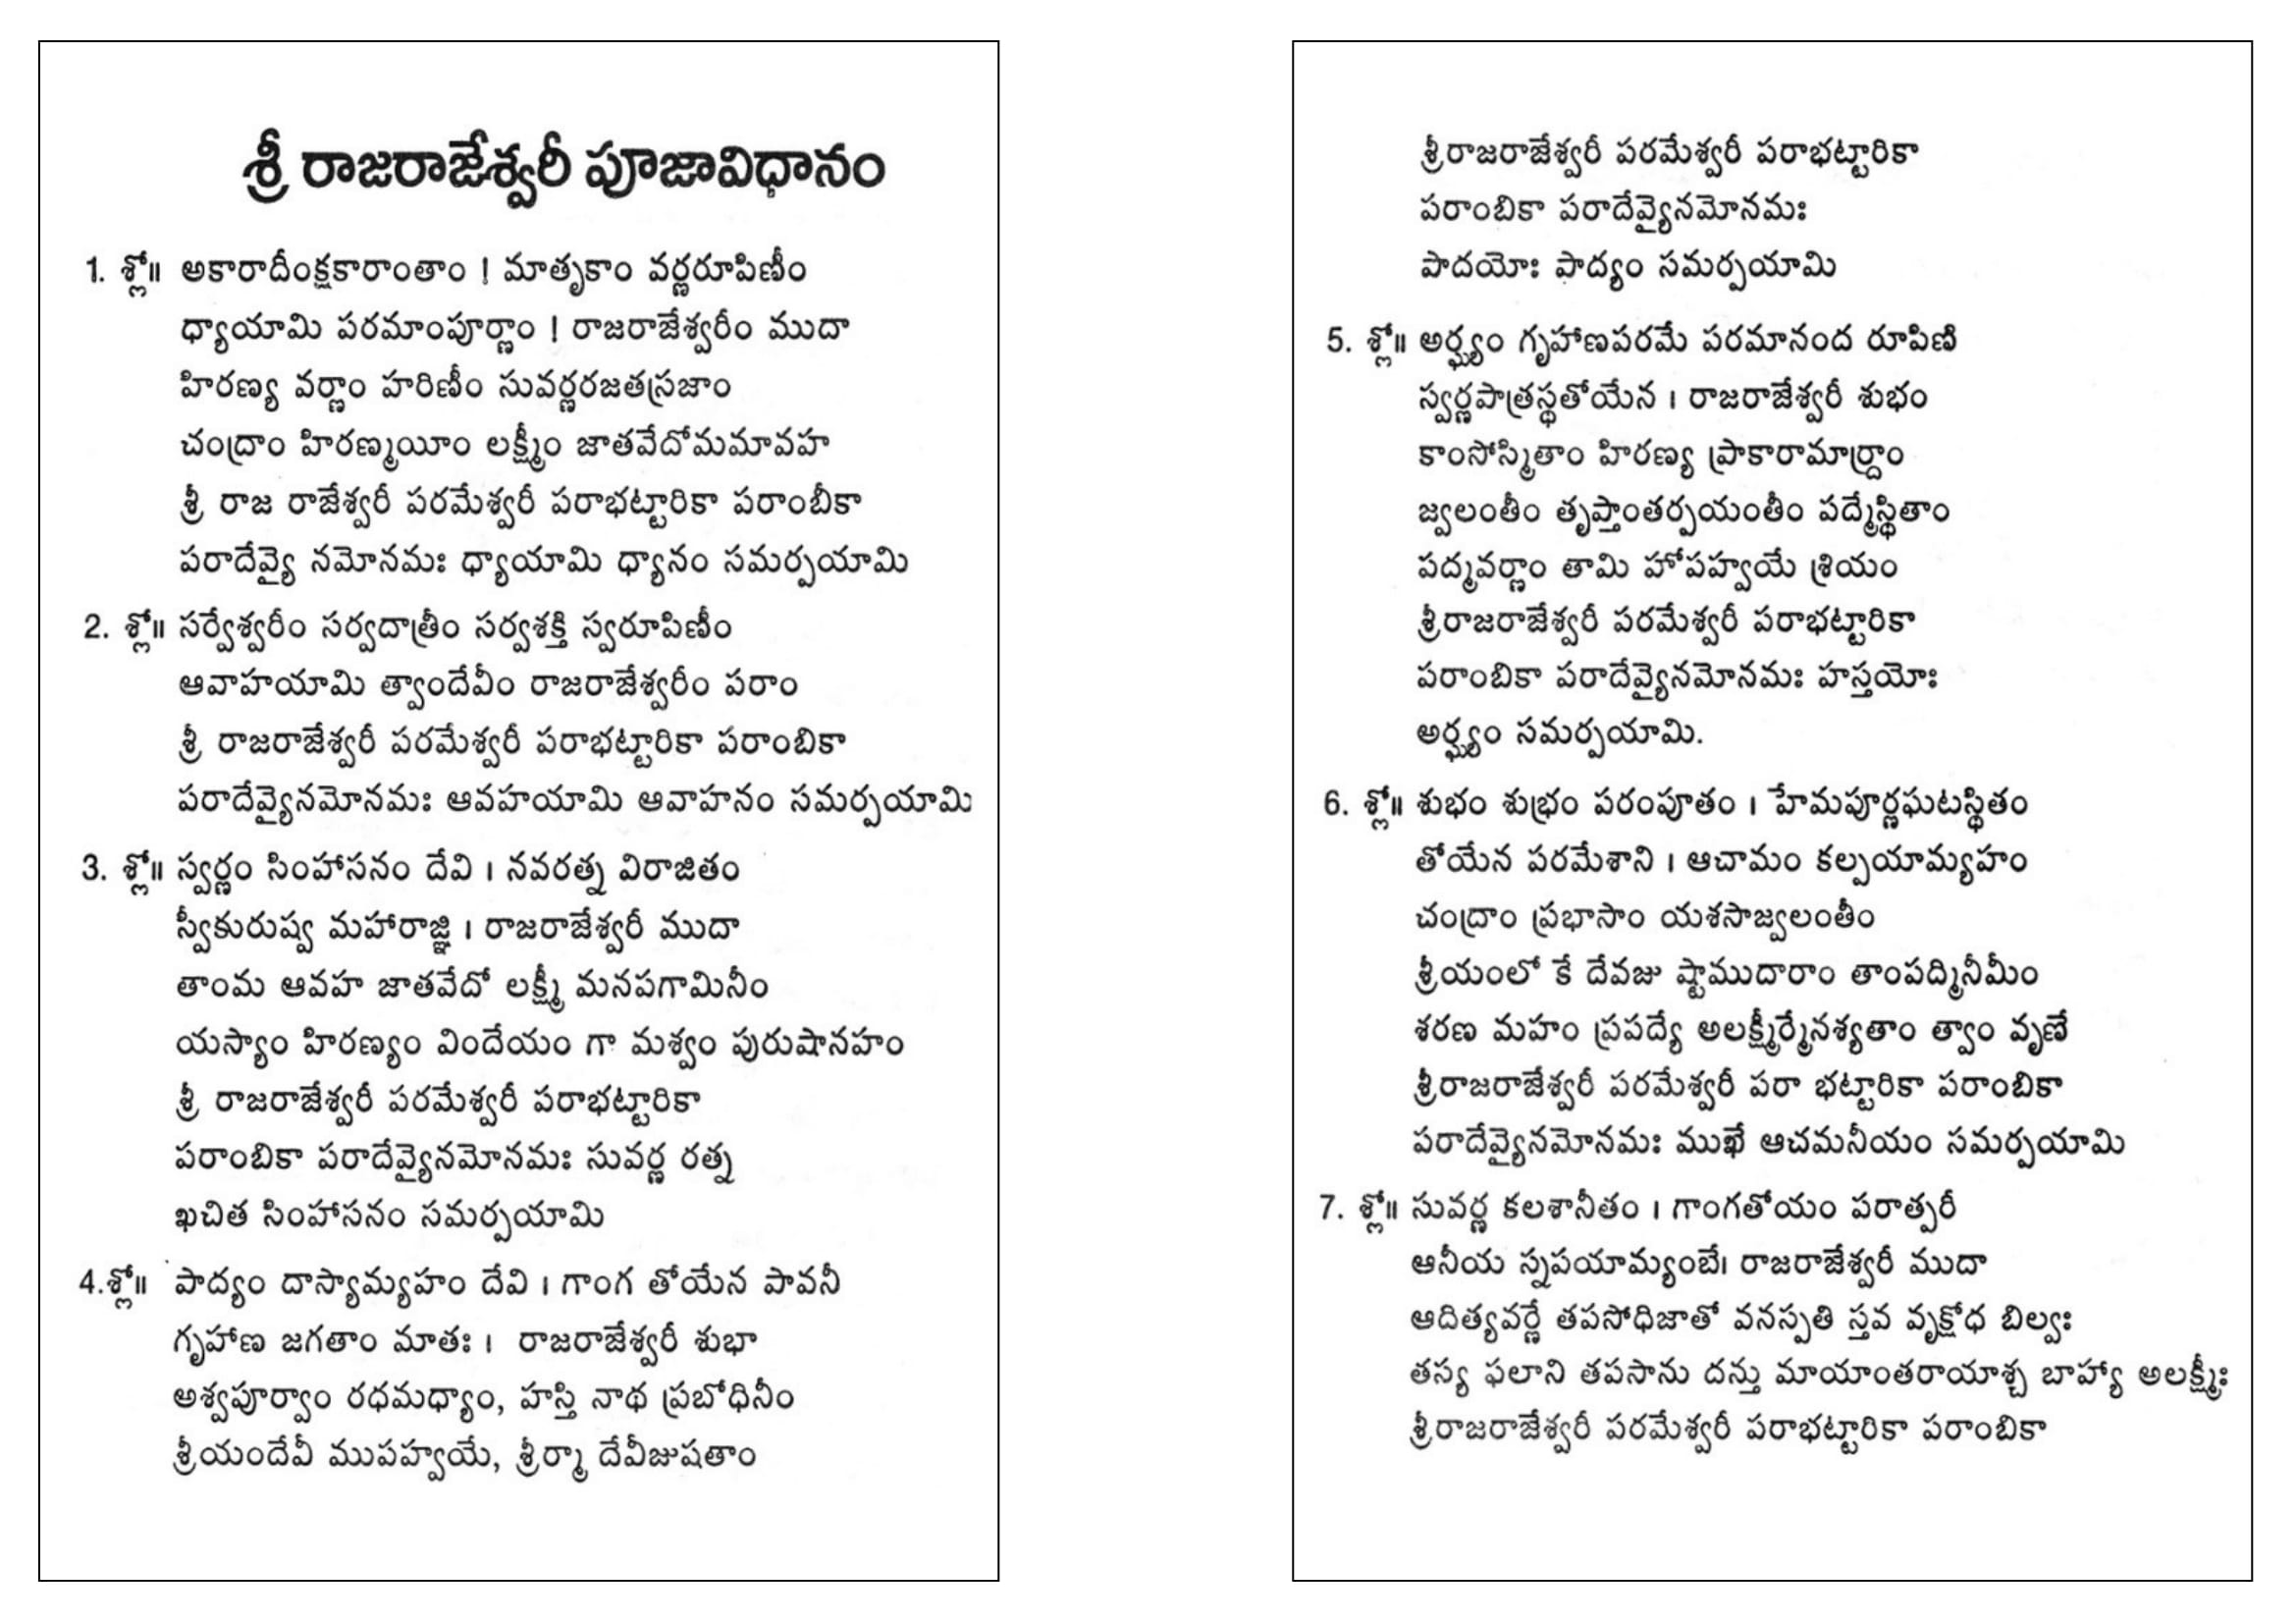 శ్రీ రాజరాజేశ్వరీ పూజావిధానం
1. శ్లో॥ అకారాదీంక్షకారాంతాం ! మాతృకాం వర్ణరూపిణీం
ధ్యాయామి పరమాంపూర్ణాం ! రాజరాజేశ్వరీం ముదా
హిరణ్య వర్ణాం హరిణీం సువర్ణరజతస్రజాం
చంద్రాం హిరణ్మయీం లక్ష్మీం జాతవేదోమమావహ
శ్రీ రాజ రాజేశ్వరీ పరమేశ్వరీ పరాభట్టారికా పరాంబీకా
పరాదేవ్యై నమోనమః ధ్యాయామి ధ్యానం సమర్పయామి
2. శ్లో॥ సర్వేశ్వరీం సర్వదాత్రీం సర్వశక్తి స్వరూపిణీం
ఆవాహయామి త్వాందేవీం రాజరాజేశ్వరీం పరాం
శ్రీ రాజరాజేశ్వరీ పరమేశ్వరీ పరాభట్టారికా పరాంబికా
పరాదేవ్యైనమోనమః ఆవహయామి ఆవాహనం సమర్పయామి
3. శ్లో॥ స్వర్ణం సింహాసనం దేవి । నవరత్న విరాజితం
స్వీకురుష్వ మహారాజ్ఞి । రాజరాజేశ్వరీ ముదా
తాంమ ఆవహ జాతవేదో లక్ష్మీ మనపగామినీం
యస్యాం హిరణ్యం విందేయం గా మశ్వం పురుషానహం
శ్రీ రాజరాజేశ్వరీ పరమేశ్వరీ పరాభట్టారికా
పరాంబికా పరాదేవ్యైనమోనమః సువర్ణ రత్న
ఖచిత సింహాసనం సమర్పయామి
4.శ్లో॥ పాద్యం దాస్యామ్యహం దేవి । గాంగ తోయేన పావనీ
గృహాణ జగతాం మాతః । రాజరాజేశ్వరీ శుభా
అశ్వపూర్వాం రధమధ్యాం, హస్తి నాథ ప్రబోధినీం
శ్రీయందేవీ ముపహ్వయే, శ్రీర్మా దేవీజుషతాం
శ్రీరాజరాజేశ్వరీ పరమేశ్వరీ పరాభట్టారికా
పరాంబికా పరాదేవ్యైనమోనమః
పాదయోః పాద్యం సమర్పయామి
5. శ్లో॥ అర్ఘ్యం గృహాణపరమే పరమానంద రూపిణి
స్వర్ణపాత్రస్థతోయేన । రాజరాజేశ్వరీ శుభం
కాంసోస్మితాం హిరణ్య ప్రాకారామార్ద్రాం
జ్వలంతీం తృప్తాంతర్పయంతీం పద్మేస్థితాం
పద్మవర్ణాం తామి హోపహ్వయే శ్రియం
శ్రీరాజరాజేశ్వరీ పరమేశ్వరీ పరాభట్టారికా
పరాంబికా పరాదేవ్యైనమోనమః హస్తయోః
అర్ఘ్యం సమర్పయామి.
6. శ్లో॥ శుభం శుభ్రం పరంపూతం । హేమపూర్ణఘటస్థితం
తోయేన పరమేశాని । ఆచామం కల్పయామ్యహం
చంద్రాం ప్రభాసాం యశసాజ్వలంతీం
శ్రీయంలో కే దేవజు ష్టాముదారాం తాంపద్మినీమీం
శరణ మహం ప్రపద్యే అలక్ష్మీర్మేనశ్యతాం త్వాం వృణే
శ్రీరాజరాజేశ్వరీ పరమేశ్వరీ పరా భట్టారికా పరాంబికా
పరాదేవ్యైనమోనమః ముఖే ఆచమనీయం సమర్పయామి
7. శ్లో॥ సువర్ణ కలశానీతం । గాంగతోయం పరాత్పరీ
ఆనీయ స్నపయామ్యంబే। రాజరాజేశ్వరీ ముదా
ఆదిత్యవర్ణే తపసోధిజాతో వనస్పతి స్తవ వృక్షోధ బిల్వః
తస్య ఫలాని తపసాను దన్తు మాయాంతరాయాశ్చ బాహ్యా అలక్ష్మీః
శ్రీరాజరాజేశ్వరీ పరమేశ్వరీ పరాభట్టారికా పరాంబికా